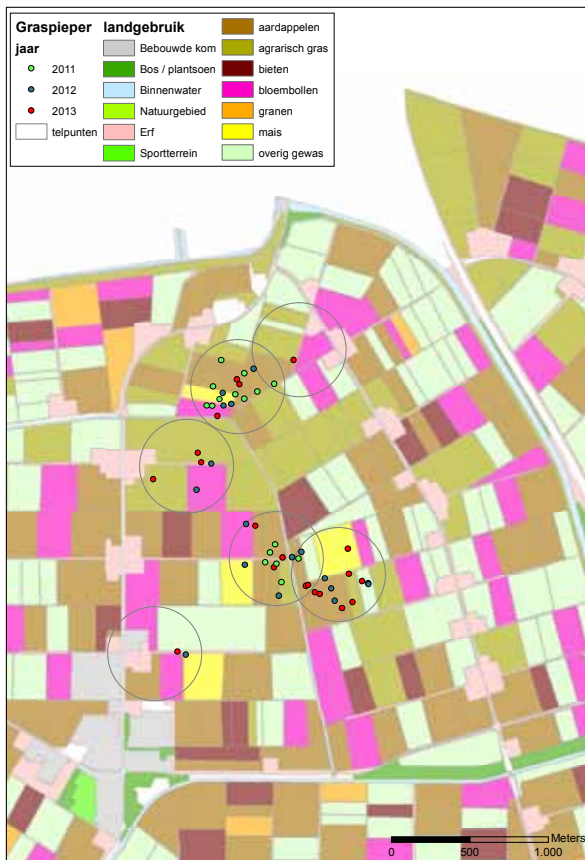 Graspieper
jaar
2011
2012
2013
telpunten
landgebruik
Bebouwde kom
Bos / plantsoen
Binnenwater
Natuurgebied
Erf
Sportterrein
aardappelen
agrarisch gras
bieten
bloembollen
granen
mais
overig gewas
Meters
0 500 1.000